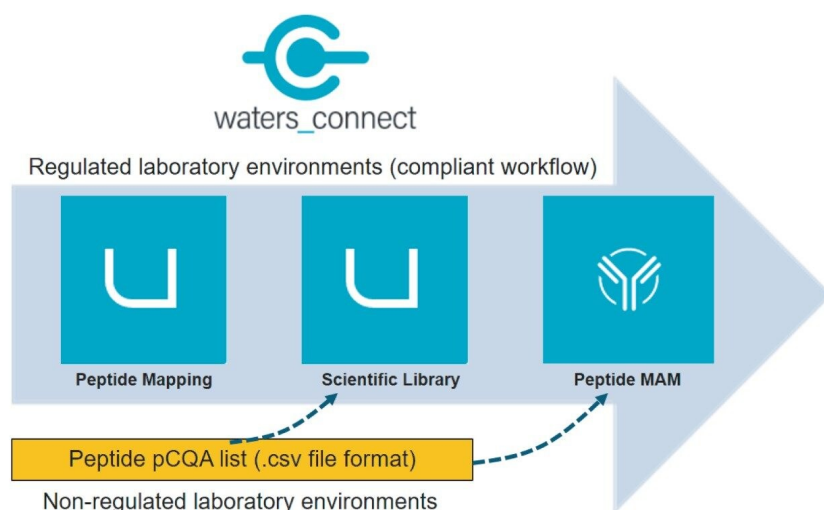 waters_connect
Regulated laboratory environments (compliant workflow)
Peptide Mapping
Scientific Library
Peptide MAM
Peptide pCQA list (.csv file format)
Non-regulated laboratory environments